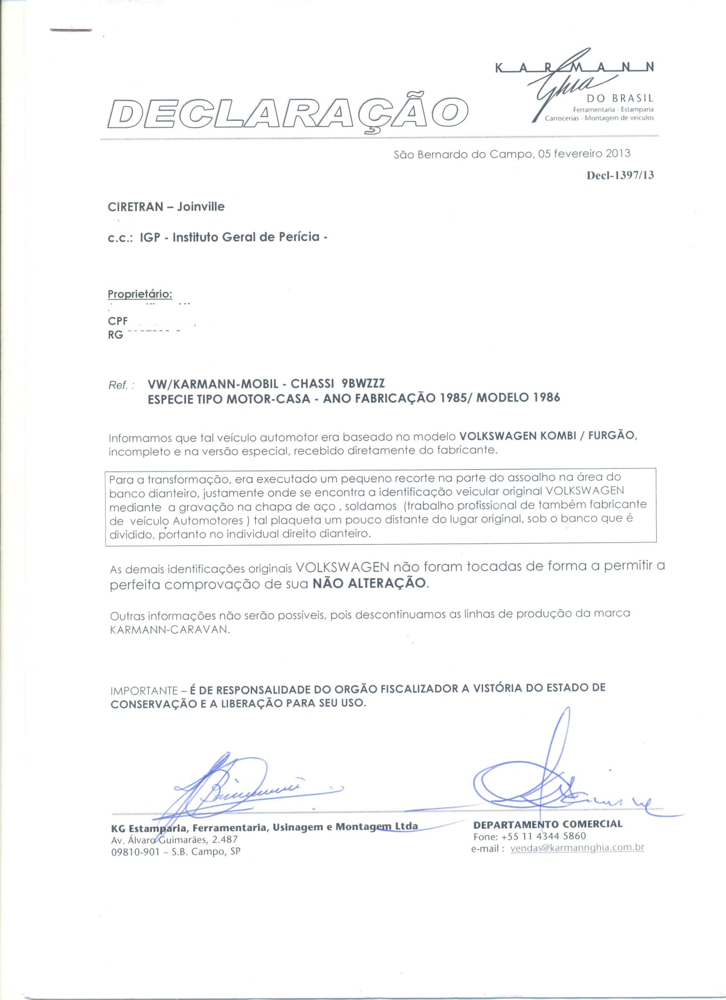 KARMANN
Ghia
DO BRASIL
Ferramentaria - Estamparia
Carrocerias - Montagem de veículos
DECLARAÇÃO
São Bernardo do Campo, 05 fevereiro 2013
Decl-1397/13
CIRETRAN – Joinville
c.c.: IGP - Instituto Geral de Perícia -
Proprietário:
CPF
RG
Ref. : VW/KARMANN-MOBIL - CHASSI 9BWZZZ
ESPECIE TIPO MOTOR-CASA - ANO FABRICAÇÃO 1985/ MODELO 1986
Informamos que tal veículo automotor era baseado no modelo VOLKSWAGEN KOMBI / FURGÃO,
incompleto e na versão especial, recebido diretamente do fabricante.
Para a transformação, era executado um pequeno recorte na parte do assoalho na área do
banco dianteiro, justamente onde se encontra a identificação veicular original VOLKSWAGEN
mediante a gravação na chapa de aço , soldamos (trabalho profissional de também fabricante
de veículo Automotores ) tal plaqueta um pouco distante do lugar original, sob o banco que é
dividido, portanto no individual direito dianteiro.
As demais identificações originais VOLKSWAGEN não foram tocadas de forma a permitir a
perfeita comprovação de sua NÃO ALTERAÇÃO.
Outras informações não serão possíveis, pois descontinuamos as linhas de produção da marca
KARMANN-CARAVAN.
IMPORTANTE – É DE RESPONSALIDADE DO ORGÃO FISCALIZADOR A VISTÓRIA DO ESTADO DE
CONSERVAÇÃO E A LIBERAÇÃO PARA SEU USO.
KG Estamparia, Ferramentaria, Usinagem e Montagem Ltda
Av. Álvaro Guimarães, 2.487
09810-901 – S.B. Campo, SP
DEPARTAMENTO COMERCIAL
Fone: +55 11 4344 5860
e-mail : vendas@karmannghia.com.br